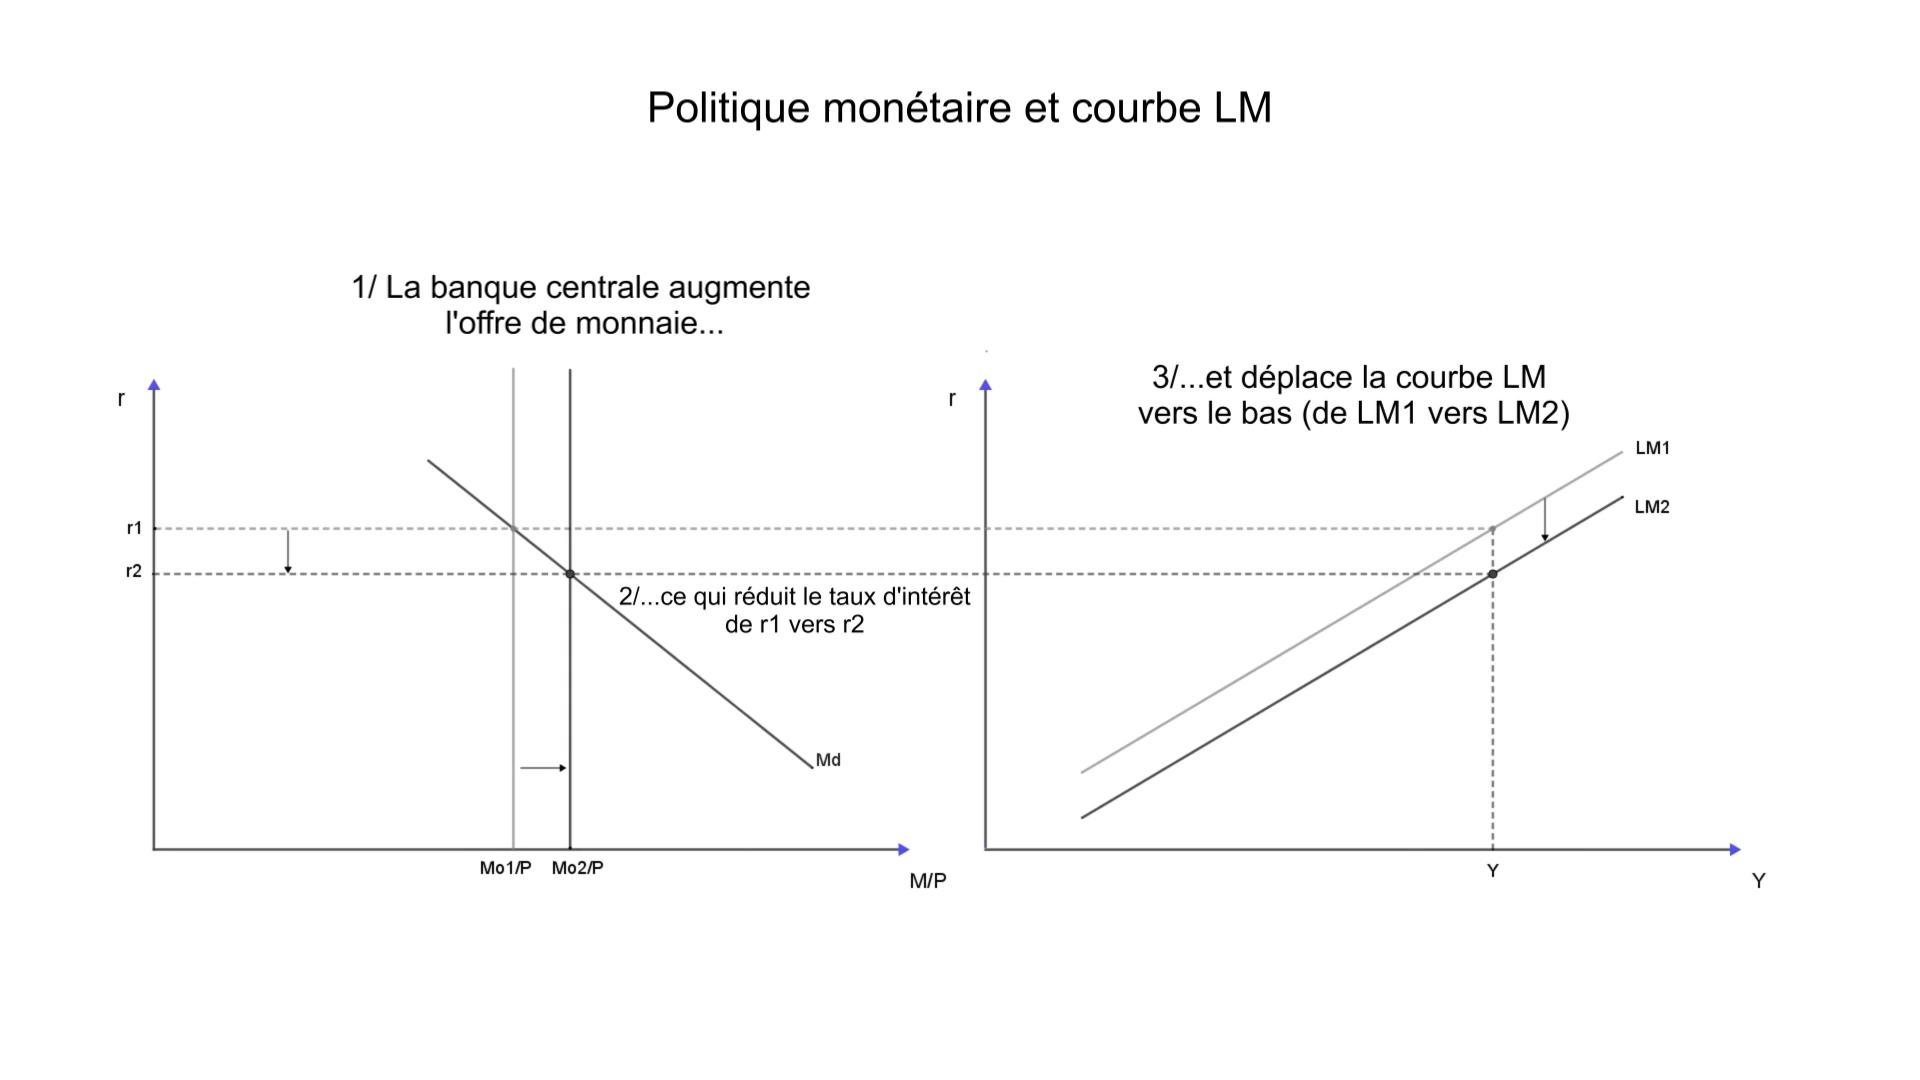 Politique monétaire et courbe LM
1/ La banque centrale augmente
l'offre de monnaie...
3/...et déplace la courbe LM
vers le bas (de LM1 vers LM2)
r
r
LM1
LM2
r1
r2
2/...ce qui réduit le taux d'intérêt
de r1 vers r2
Md
Mo1/P
Mo2/P
M/P
Y
Y